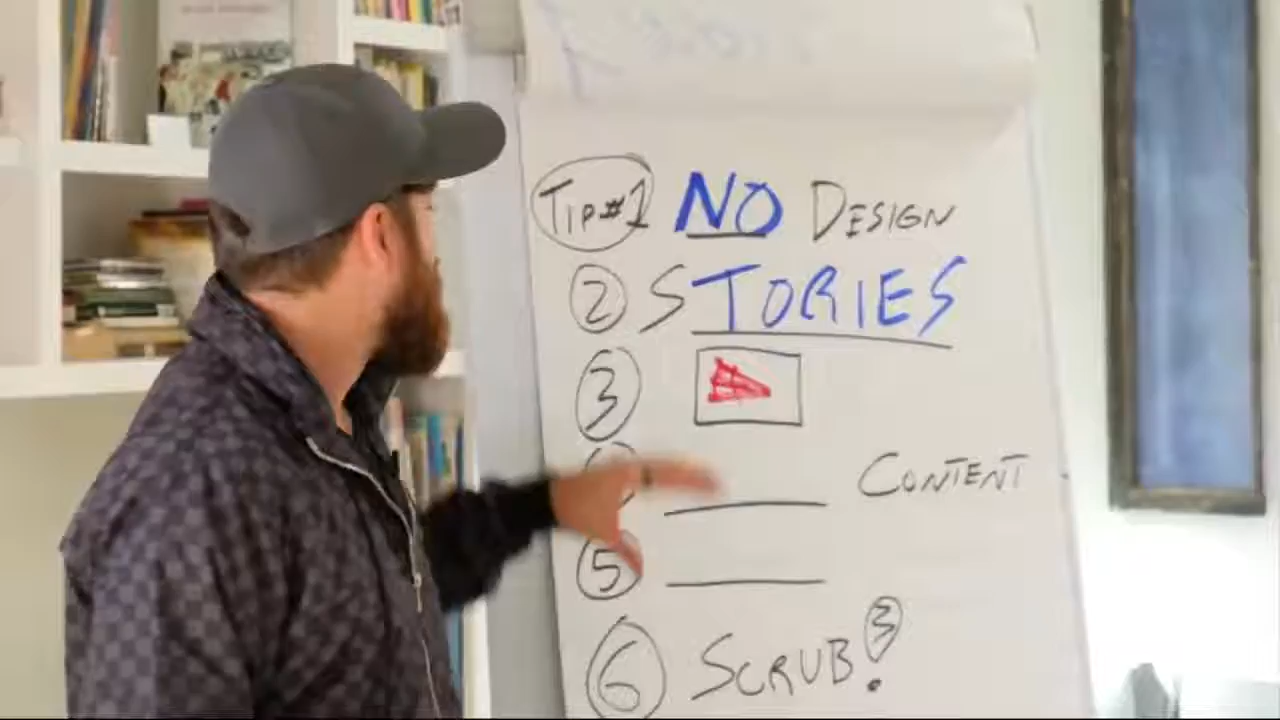 Tip#1 NO DESIGN
2 STORIES
3
CONTENT
5
6 SCRUB! 3